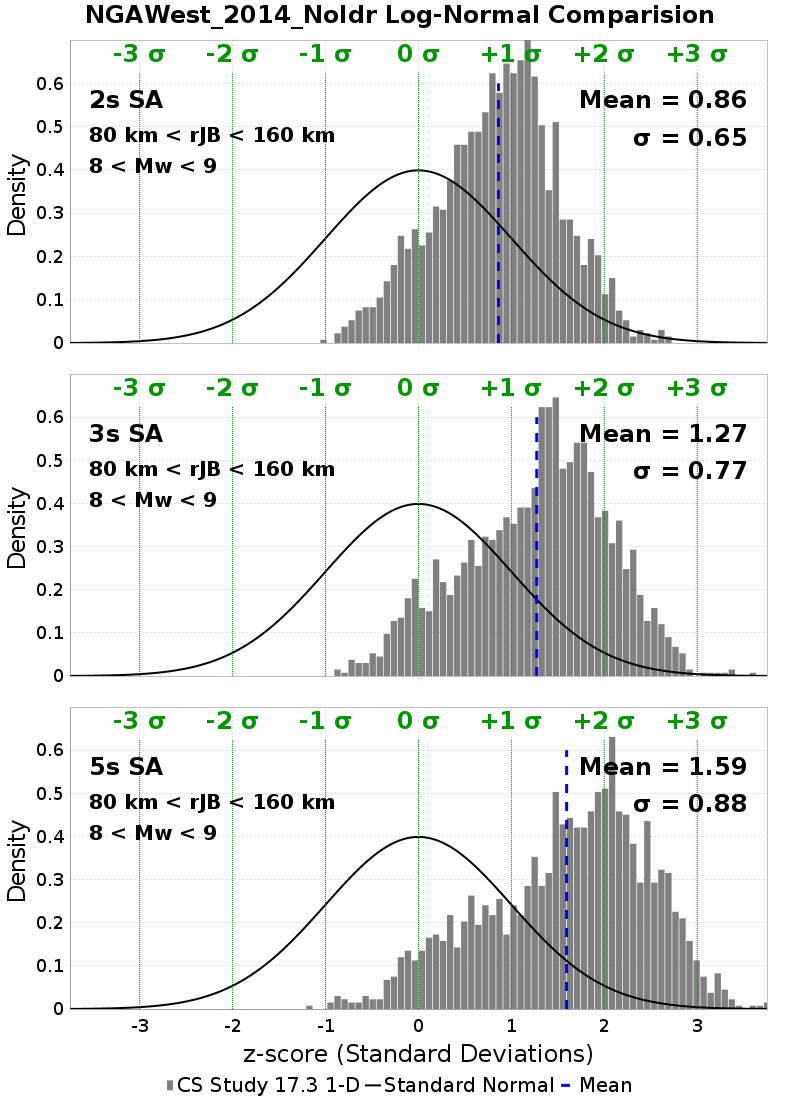 NGAWest_2014_NoIdr Log-Normal Comparision
-3 σ -2 σ -1 σ 0 σ +1 σ +2 σ +3 σ
2s SA
Mean = 0.86
80 km < rJB < 160 km
σ = 0.65
8 < Mw < 9
Density
0.6
0.5
0.4
0.3
0.2
0.1
0
-3 σ -2 σ -1 σ 0 σ +1 σ +2 σ +3 σ
3s SA
Mean = 1.27
80 km < rJB < 160 km
σ = 0.77
8 < Mw < 9
Density
0.6
0.5
0.4
0.3
0.2
0.1
0
-3 σ -2 σ -1 σ 0 σ +1 σ +2 σ +3 σ
5s SA
Mean = 1.59
80 km < rJB < 160 km
σ = 0.88
8 < Mw < 9
Density
0.6
0.5
0.4
0.3
0.2
0.1
0
-3 -2 -1 0 1 2 3
z-score (Standard Deviations)
CS Study 17.3 1-D Standard Normal Mean